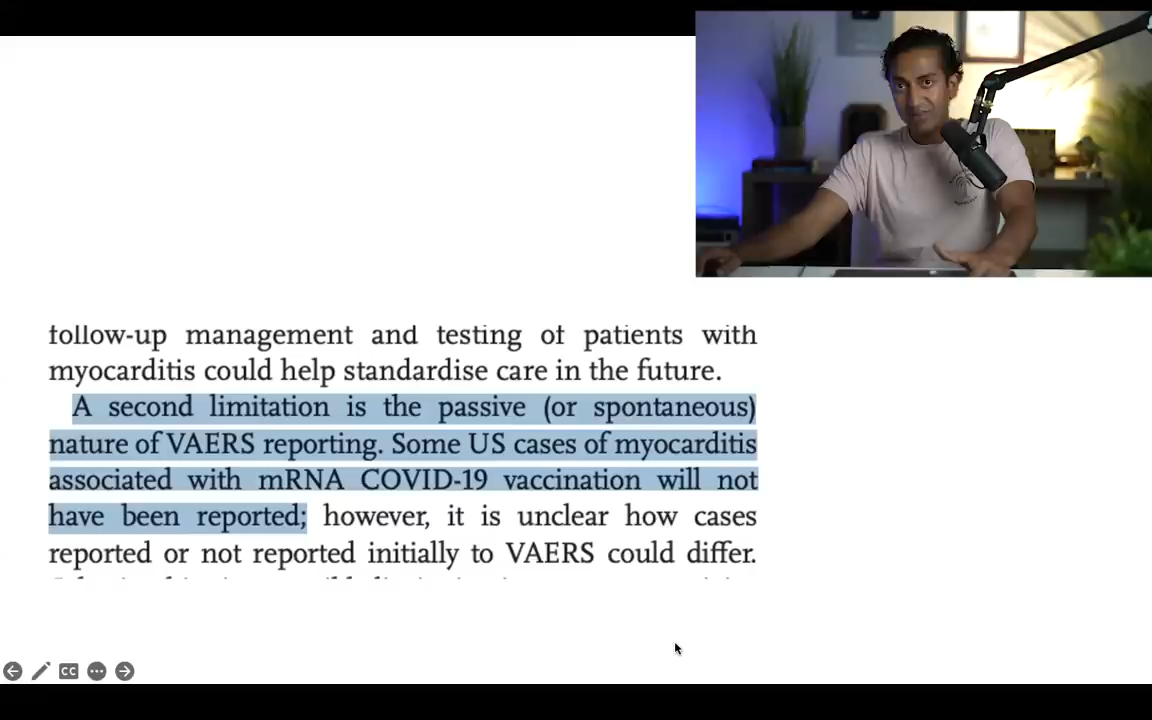 follow-up management and testing of patients with
myocarditis could help standardise care in the future.
A second limitation is the passive (or spontaneous)
nature of VAERS reporting. Some US cases of myocarditis
associated with mRNA COVID-19 vaccination will not
have been reported; however, it is unclear how cases
reported or not reported initially to VAERS could differ.
CC